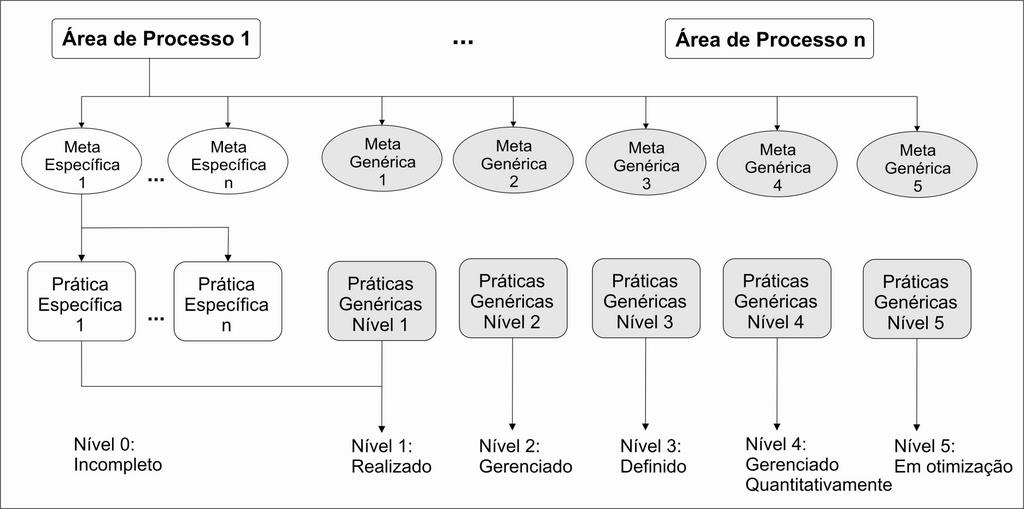 Área de Processo 1
...
Área de Processo n
Meta
Específica
1
...
Meta
Específica
n
Meta
Genérica
1
Meta
Genérica
2
Meta
Genérica
3
Meta
Genérica
4
Meta
Genérica
5
Prática
Específica
1
...
Prática
Específica
n
Práticas
Genéricas
Nível 1
Práticas
Genéricas
Nível 2
Práticas
Genéricas
Nível 3
Práticas
Genéricas
Nível 4
Práticas
Genéricas
Nível 5
Nível 0:
Incompleto
Nível 1:
Realizado
Nível 2:
Gerenciado
Nível 3:
Definido
Nível 4:
Gerenciado
Quantitativamente
Nível 5:
Em otimização